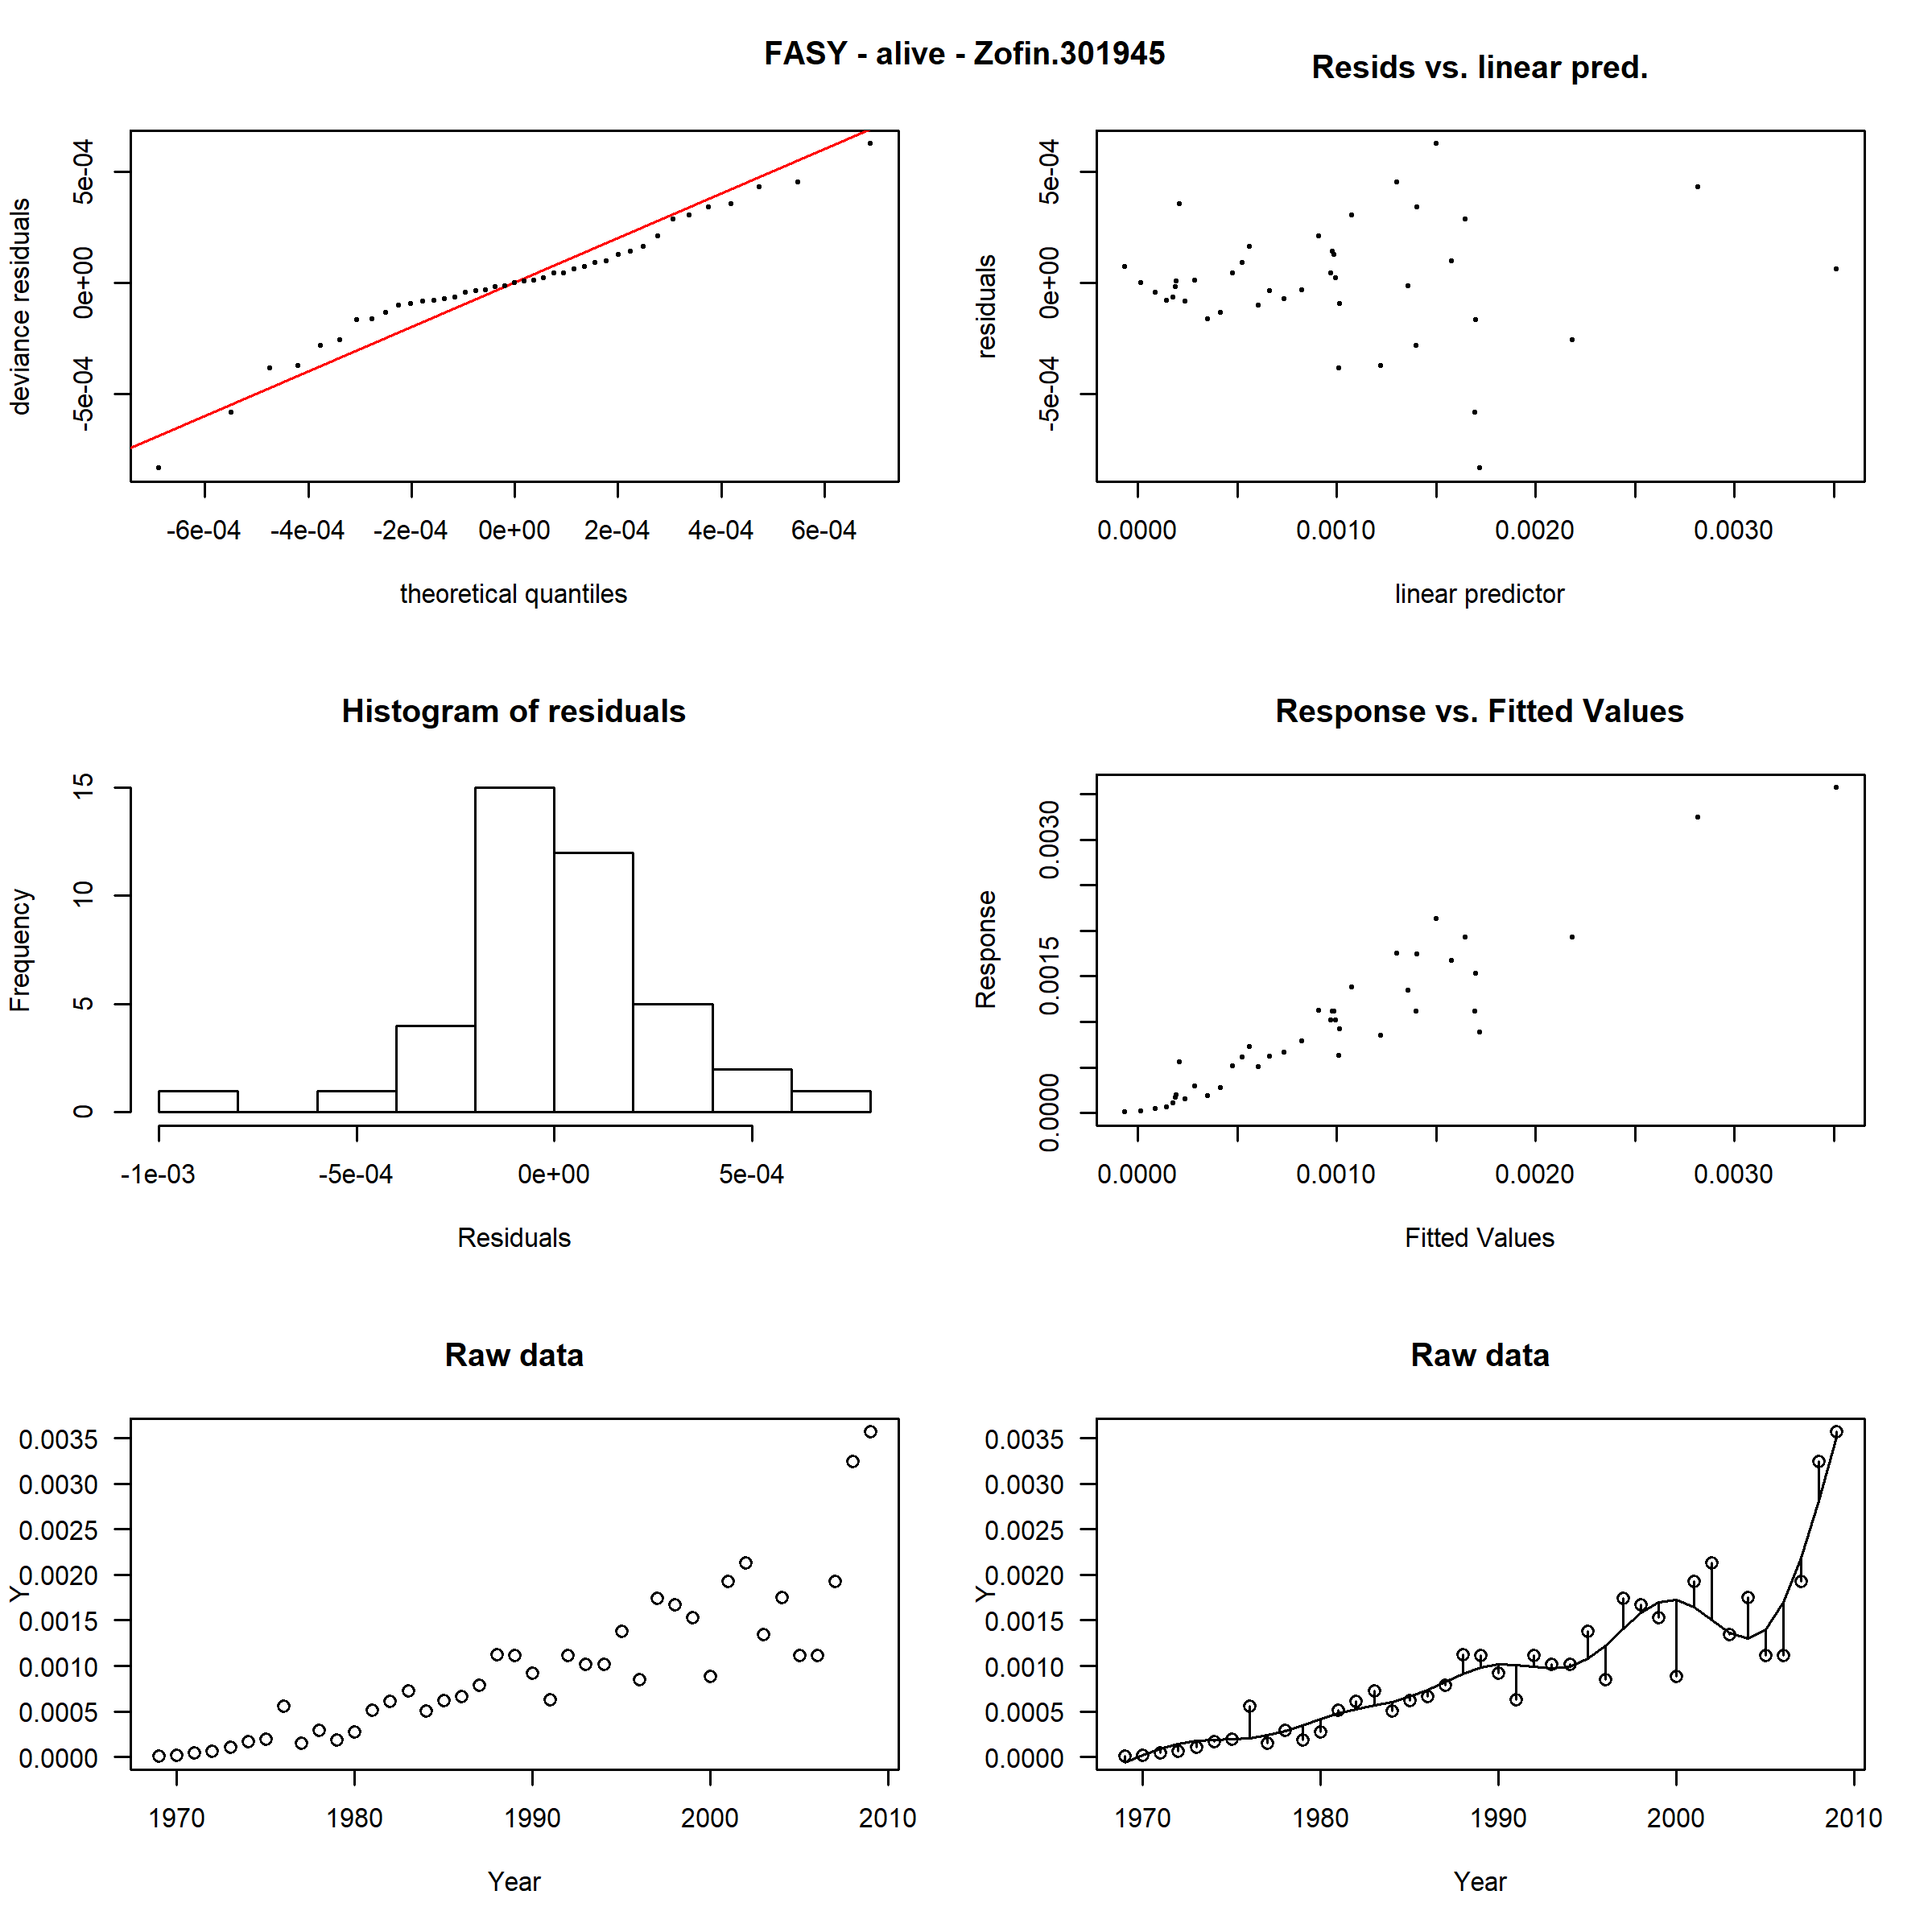 FASY - alive - Zofin.301945
Resids vs. linear pred.
deviance residuals
-5e-04 0e+00 5e-04
-6e-04 -4e-04 -2e-04 0e+00 2e-04 4e-04 6e-04
theoretical quantiles
residuals
-5e-04 0e+00 5e-04
0.0000 0.0010 0.0020 0.0030
linear predictor
Histogram of residuals
Frequency
0 5 10 15
-1e-03 -5e-04 0e+00 5e-04
Residuals
Response vs. Fitted Values
Response
0.0000 0.0015 0.0030
0.0000 0.0010 0.0020 0.0030
Fitted Values
Raw data
Y
0.0035
0.0030
0.0025
0.0020
0.0015
0.0010
0.0005
0.0000
1970 1980 1990 2000 2010
Year
Raw data
Y
0.0035
0.0030
0.0025
0.0020
0.0015
0.0010
0.0005
0.0000
1970 1980 1990 2000 2010
Year